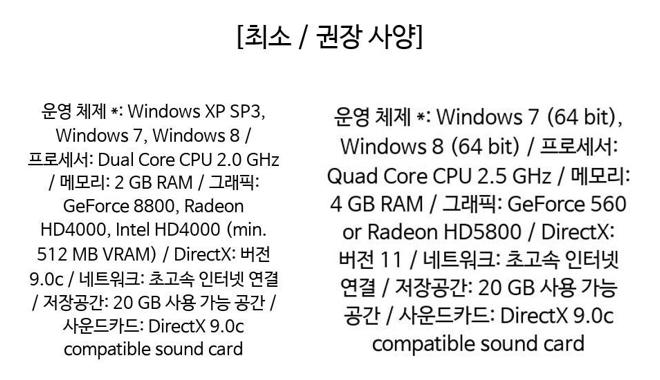 [최소 / 권장 사양]
운영 체제 *: Windows XP SP3,
Windows 7, Windows 8 /
프로세서: Dual Core CPU 2.0 GHz
/ 메모리: 2 GB RAM / 그래픽:
GeForce 8800, Radeon
HD4000, Intel HD4000 (min.
512 MB VRAM) / DirectX: 버전
9.0c / 네트워크: 초고속 인터넷 연결
/ 저장공간: 20 GB 사용 가능 공간 /
사운드카드: DirectX 9.0c
compatible sound card
운영 체제 *: Windows 7 (64 bit),
Windows 8 (64 bit) / 프로세서:
Quad Core CPU 2.5 GHz / 메모리:
4 GB RAM / 그래픽: GeForce 560
or Radeon HD5800 / DirectX:
버전 11 / 네트워크: 초고속 인터넷
연결 / 저장공간: 20 GB 사용 가능
공간 / 사운드카드: DirectX 9.0c
compatible sound card